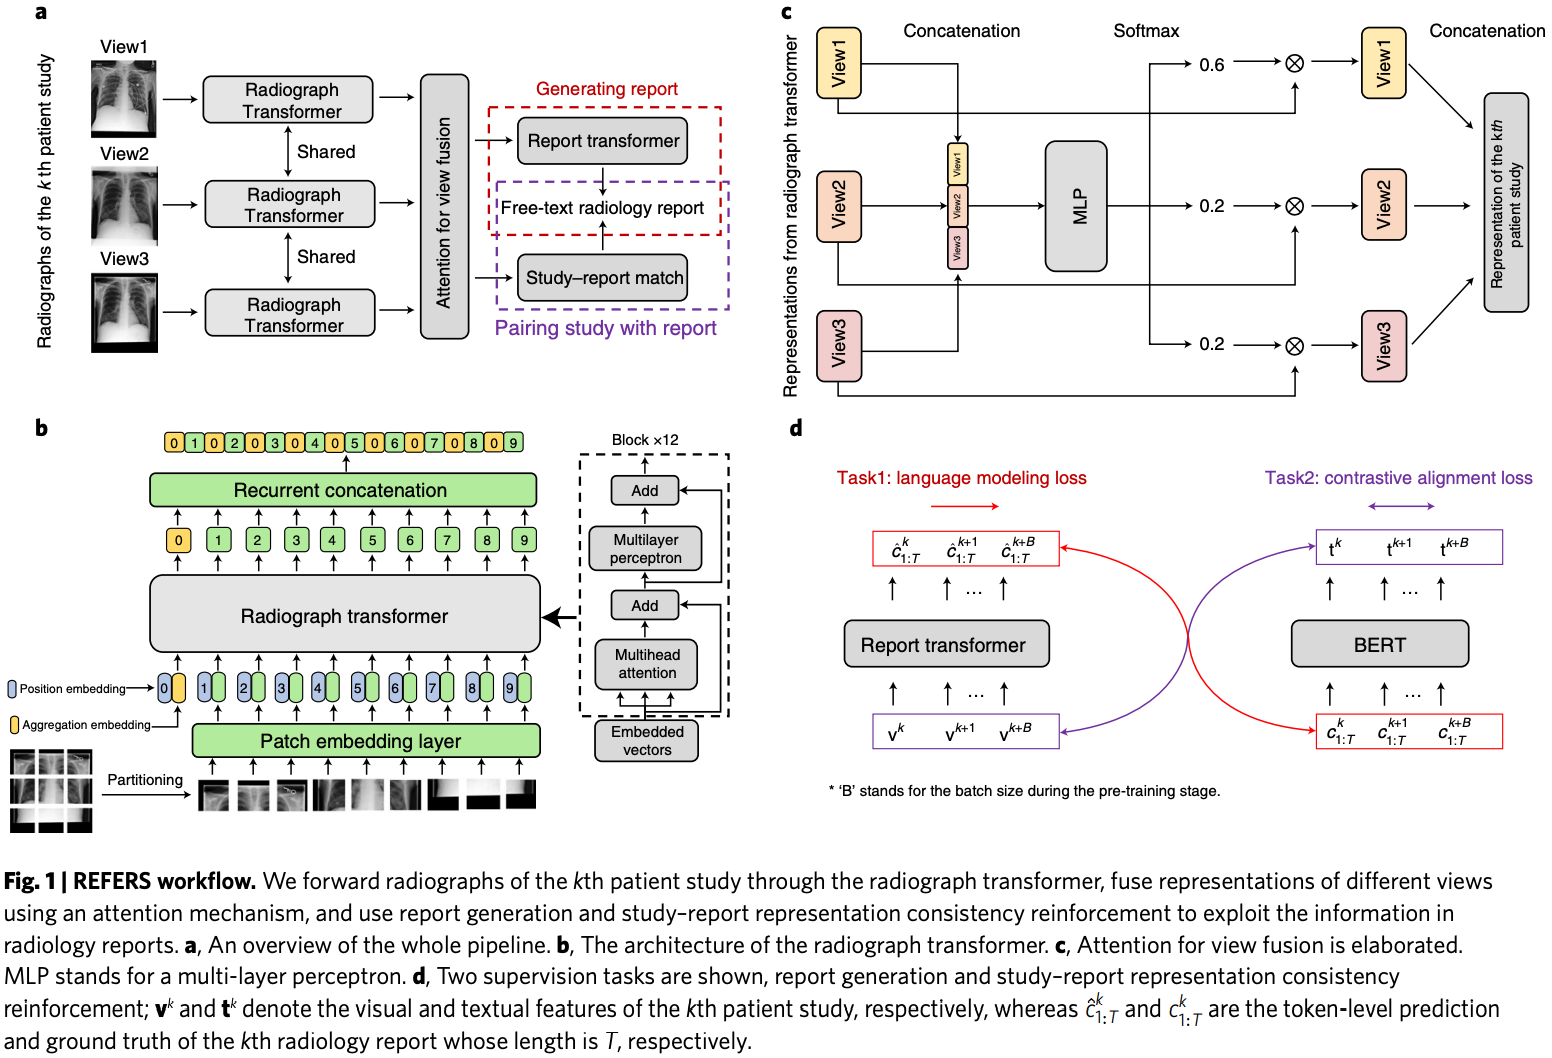 a
Radiographs of the kth patient study
View1
View2
View3
Radiograph
Transformer
Shared
Radiograph
Transformer
Shared
Radiograph
Transformer
Attention for view fusion
Generating report
Report transformer
Free-text radiology report
Study–report match
Pairing study with report
c
Representations from radiograph transformer
Concatenation
Softmax
Concatenation
View1
View2
View3
View1
View2
View3
MLP
0.6
0.2
0.2
View1
View2
View3
Representation of the kth
patient study
b
0 1 0 2 0 3 0 4 0 5 0 6 0 7 0 8 0 9
Recurrent concatenation
0 1 2 3 4 5 6 7 8 9
Radiograph transformer
Position embedding
0 1 2 3 4 5 6 7 8 9
Aggregation embedding
Patch embedding layer
Partitioning
Block ×12
Add
Multilayer
perceptron
Add
Multihead
attention
Embedded
vectors
d
Task1: language modeling loss
Task2: contrastive alignment loss
ĉ^k_{1:T} ĉ^{k+1}_{1:T} ĉ^{k+B}_{1:T}
...
Report transformer
...
v^k v^{k+1} v^{k+B}
t^k t^{k+1} t^{k+B}
...
BERT
...
c^k_{1:T} c^{k+1}_{1:T} c^{k+B}_{1:T}
* ‘B’ stands for the batch size during the pre-training stage.
Fig. 1 | REFERS workflow. We forward radiographs of the kth patient study through the radiograph transformer, fuse representations of different views
using an attention mechanism, and use report generation and study–report representation consistency reinforcement to exploit the information in
radiology reports. a, An overview of the whole pipeline. b, The architecture of the radiograph transformer. c, Attention for view fusion is elaborated.
MLP stands for a multi-layer perceptron. d, Two supervision tasks are shown, report generation and study–report representation consistency
reinforcement; v^k and t^k denote the visual and textual features of the kth patient study, respectively, whereas ĉ^k_{1:T} and c^k_{1:T} are the token-level prediction
and ground truth of the kth radiology report whose length is T, respectively.